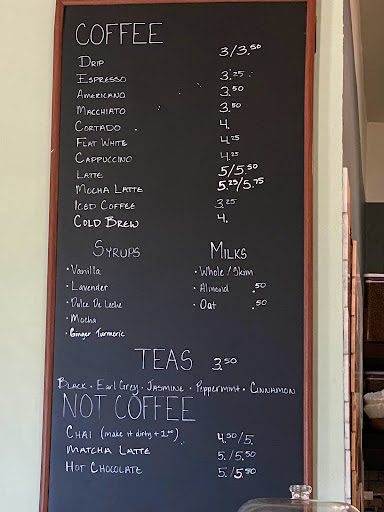 COFFEE
DRIP 3/3.50
ESPRESSO 3.25
AMERICANO 3.50
MACCHIATO 3.50
CORTADO 4.
FLAT WHITE 4.25
CAPPUCCINO 4.25
LATTE 5/5.50
MOCHA LATTE 5.25/5.75
ICED COFFEE 3.25
COLD BREW 4.
SYRUPS MILKS
• Vanilla • Whole/Skim
• Lavender • Almond .50
• Dulce De Leche • Oat .50
• Mocha
• Ginger Turmeric
TEAS 3.50
BLACK • Earl Grey • JASMINE • Peppermint • CINNAMON
NOT COFFEE
CHAI (make it dirty + 1.00) 4.50/5.
MATCHA LATTE 5./5.50
HOT CHOCOLATE 5./5.50